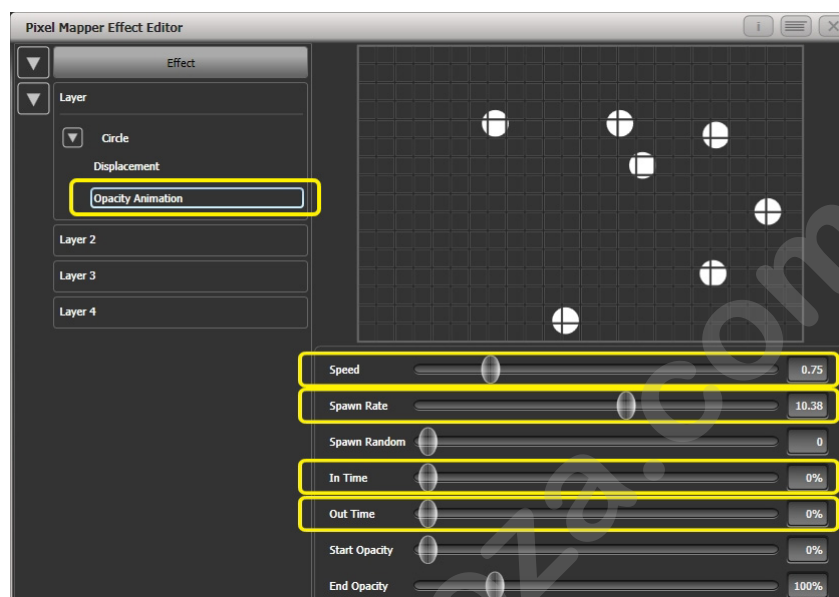 Pixel Mapper Effect Editor
i
Effect
Layer
Circle
Displacement
Opacity Animation
Layer 2
Layer 3
Layer 4
Speed 0.75
Spawn Rate 10.38
Spawn Random 0
In Time 0%
Out Time 0%
Start Opacity 0%
End Opacity 100%
oza.com